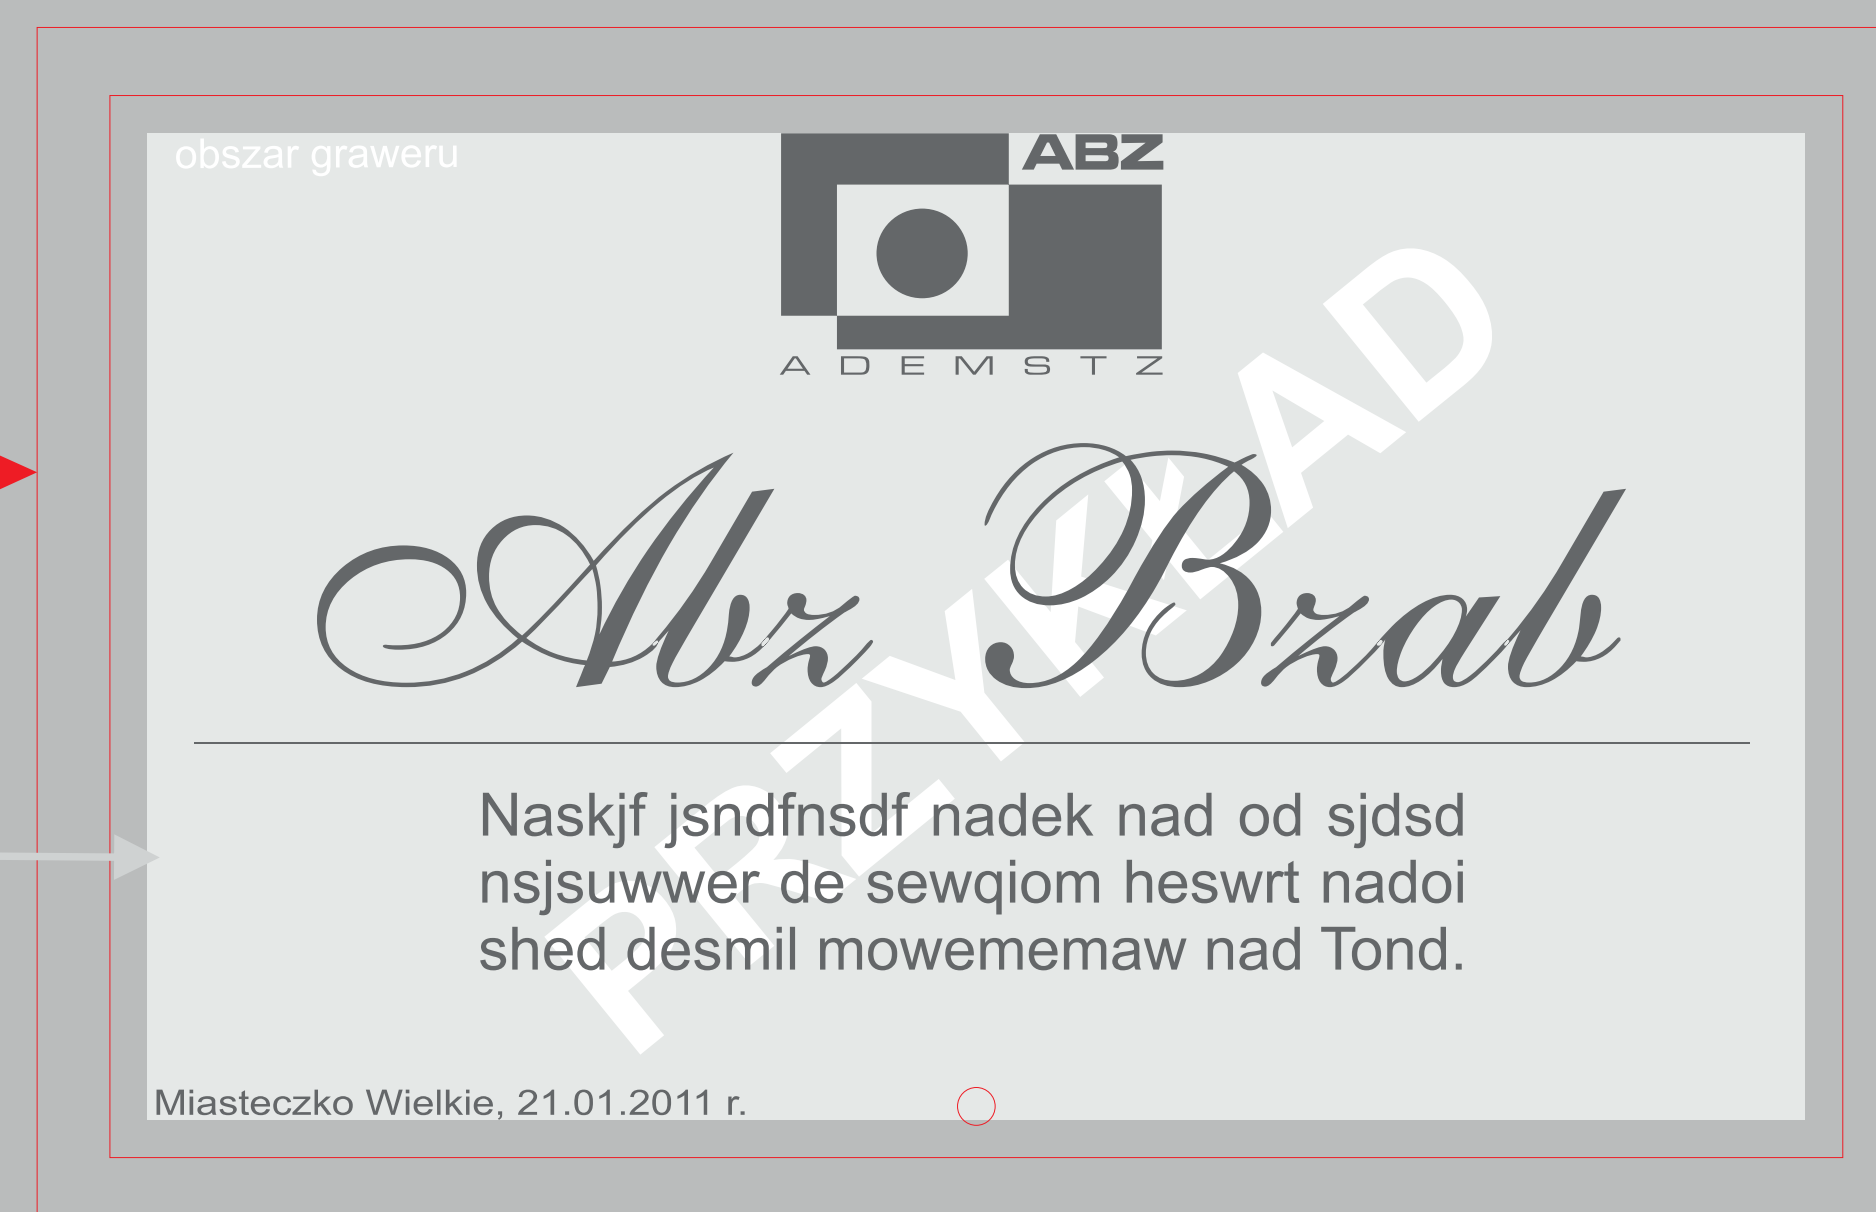 obszar graweru
ABZ
ADEMSTZ
PRZYKŁAD
Abz Bzab
Naskjf jsndfnsdf nadek nad od sjdsd
nsjsuwwer de sewqiom heswrt nadoi
shed desmil mowememaw nad Tond.
Miasteczko Wielkie, 21.01.2011 r.